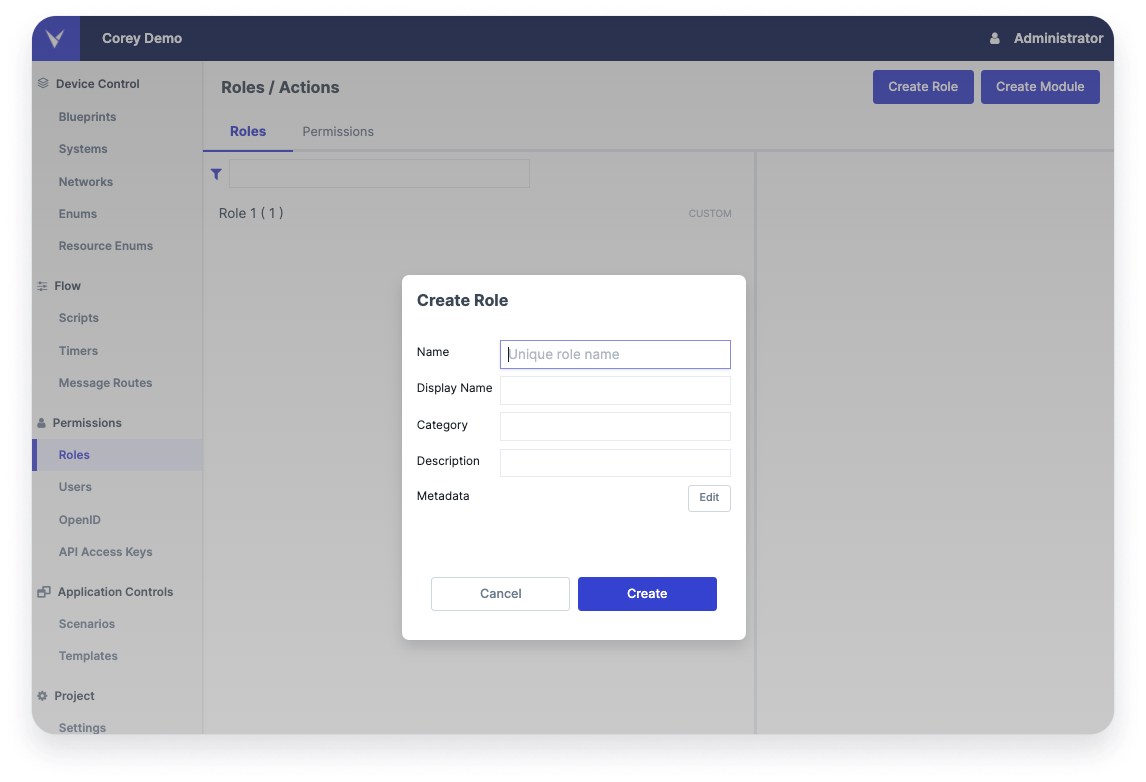 Corey Demo
Administrator
Device Control
Blueprints
Systems
Networks
Enums
Resource Enums
Flow
Scripts
Timers
Message Routes
Permissions
Roles
Users
OpenID
API Access Keys
Application Controls
Scenarios
Templates
Project
Settings
Roles / Actions
Create Role
Create Module
Roles
Permissions
Role 1 ( 1 )
CUSTOM
Create Role
Name
Unique role name
Display Name
Category
Description
Metadata
Edit
Cancel
Create